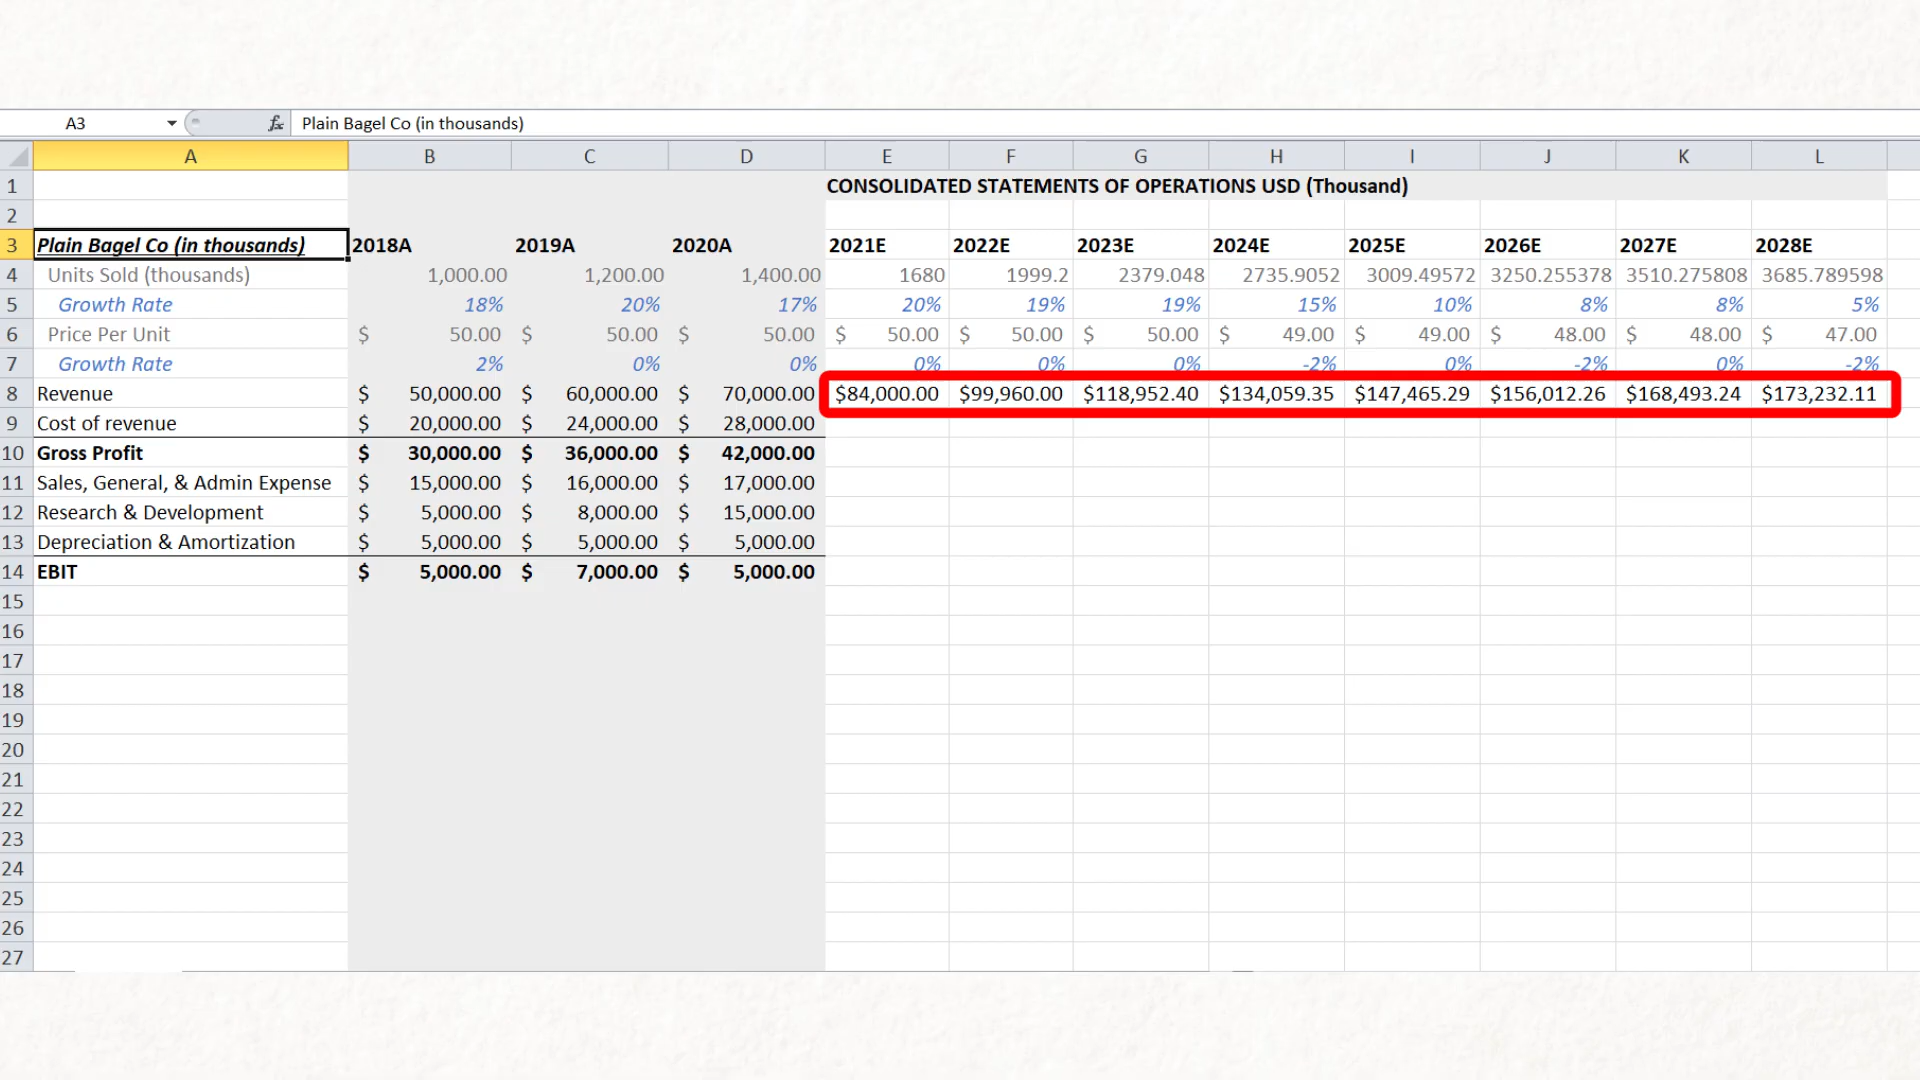 A3 fx Plain Bagel Co (in thousands)
A B C D E F G H I J K L
1 CONSOLIDATED STATEMENTS OF OPERATIONS USD (Thousand)
2
3 Plain Bagel Co (in thousands) 2018A 2019A 2020A 2021E 2022E 2023E 2024E 2025E 2026E 2027E 2028E
4 Units Sold (thousands) 1,000.00 1,200.00 1,400.00 1680 1999.2 2379.048 2735.9052 3009.49572 3250.255378 3510.275808 3685.789598
5 Growth Rate 18% 20% 17% 20% 19% 19% 15% 10% 8% 8% 5%
6 Price Per Unit $ 50.00 $ 50.00 $ 50.00 $ 50.00 $ 50.00 $ 50.00 $ 49.00 $ 49.00 $ 48.00 $ 48.00 $ 47.00
7 Growth Rate 2% 0% 0% 0% 0% 0% -2% 0% -2% 0% -2%
8 Revenue $ 50,000.00 $ 60,000.00 $ 70,000.00 $84,000.00 $99,960.00 $118,952.40 $134,059.35 $147,465.29 $156,012.26 $168,493.24 $173,232.11
9 Cost of revenue $ 20,000.00 $ 24,000.00 $ 28,000.00
10 Gross Profit $ 30,000.00 $ 36,000.00 $ 42,000.00
11 Sales, General, & Admin Expense $ 15,000.00 $ 16,000.00 $ 17,000.00
12 Research & Development $ 5,000.00 $ 8,000.00 $ 15,000.00
13 Depreciation & Amortization $ 5,000.00 $ 5,000.00 $ 5,000.00
14 EBIT $ 5,000.00 $ 7,000.00 $ 5,000.00
15
16
17
18
19
20
21
22
23
24
25
26
27